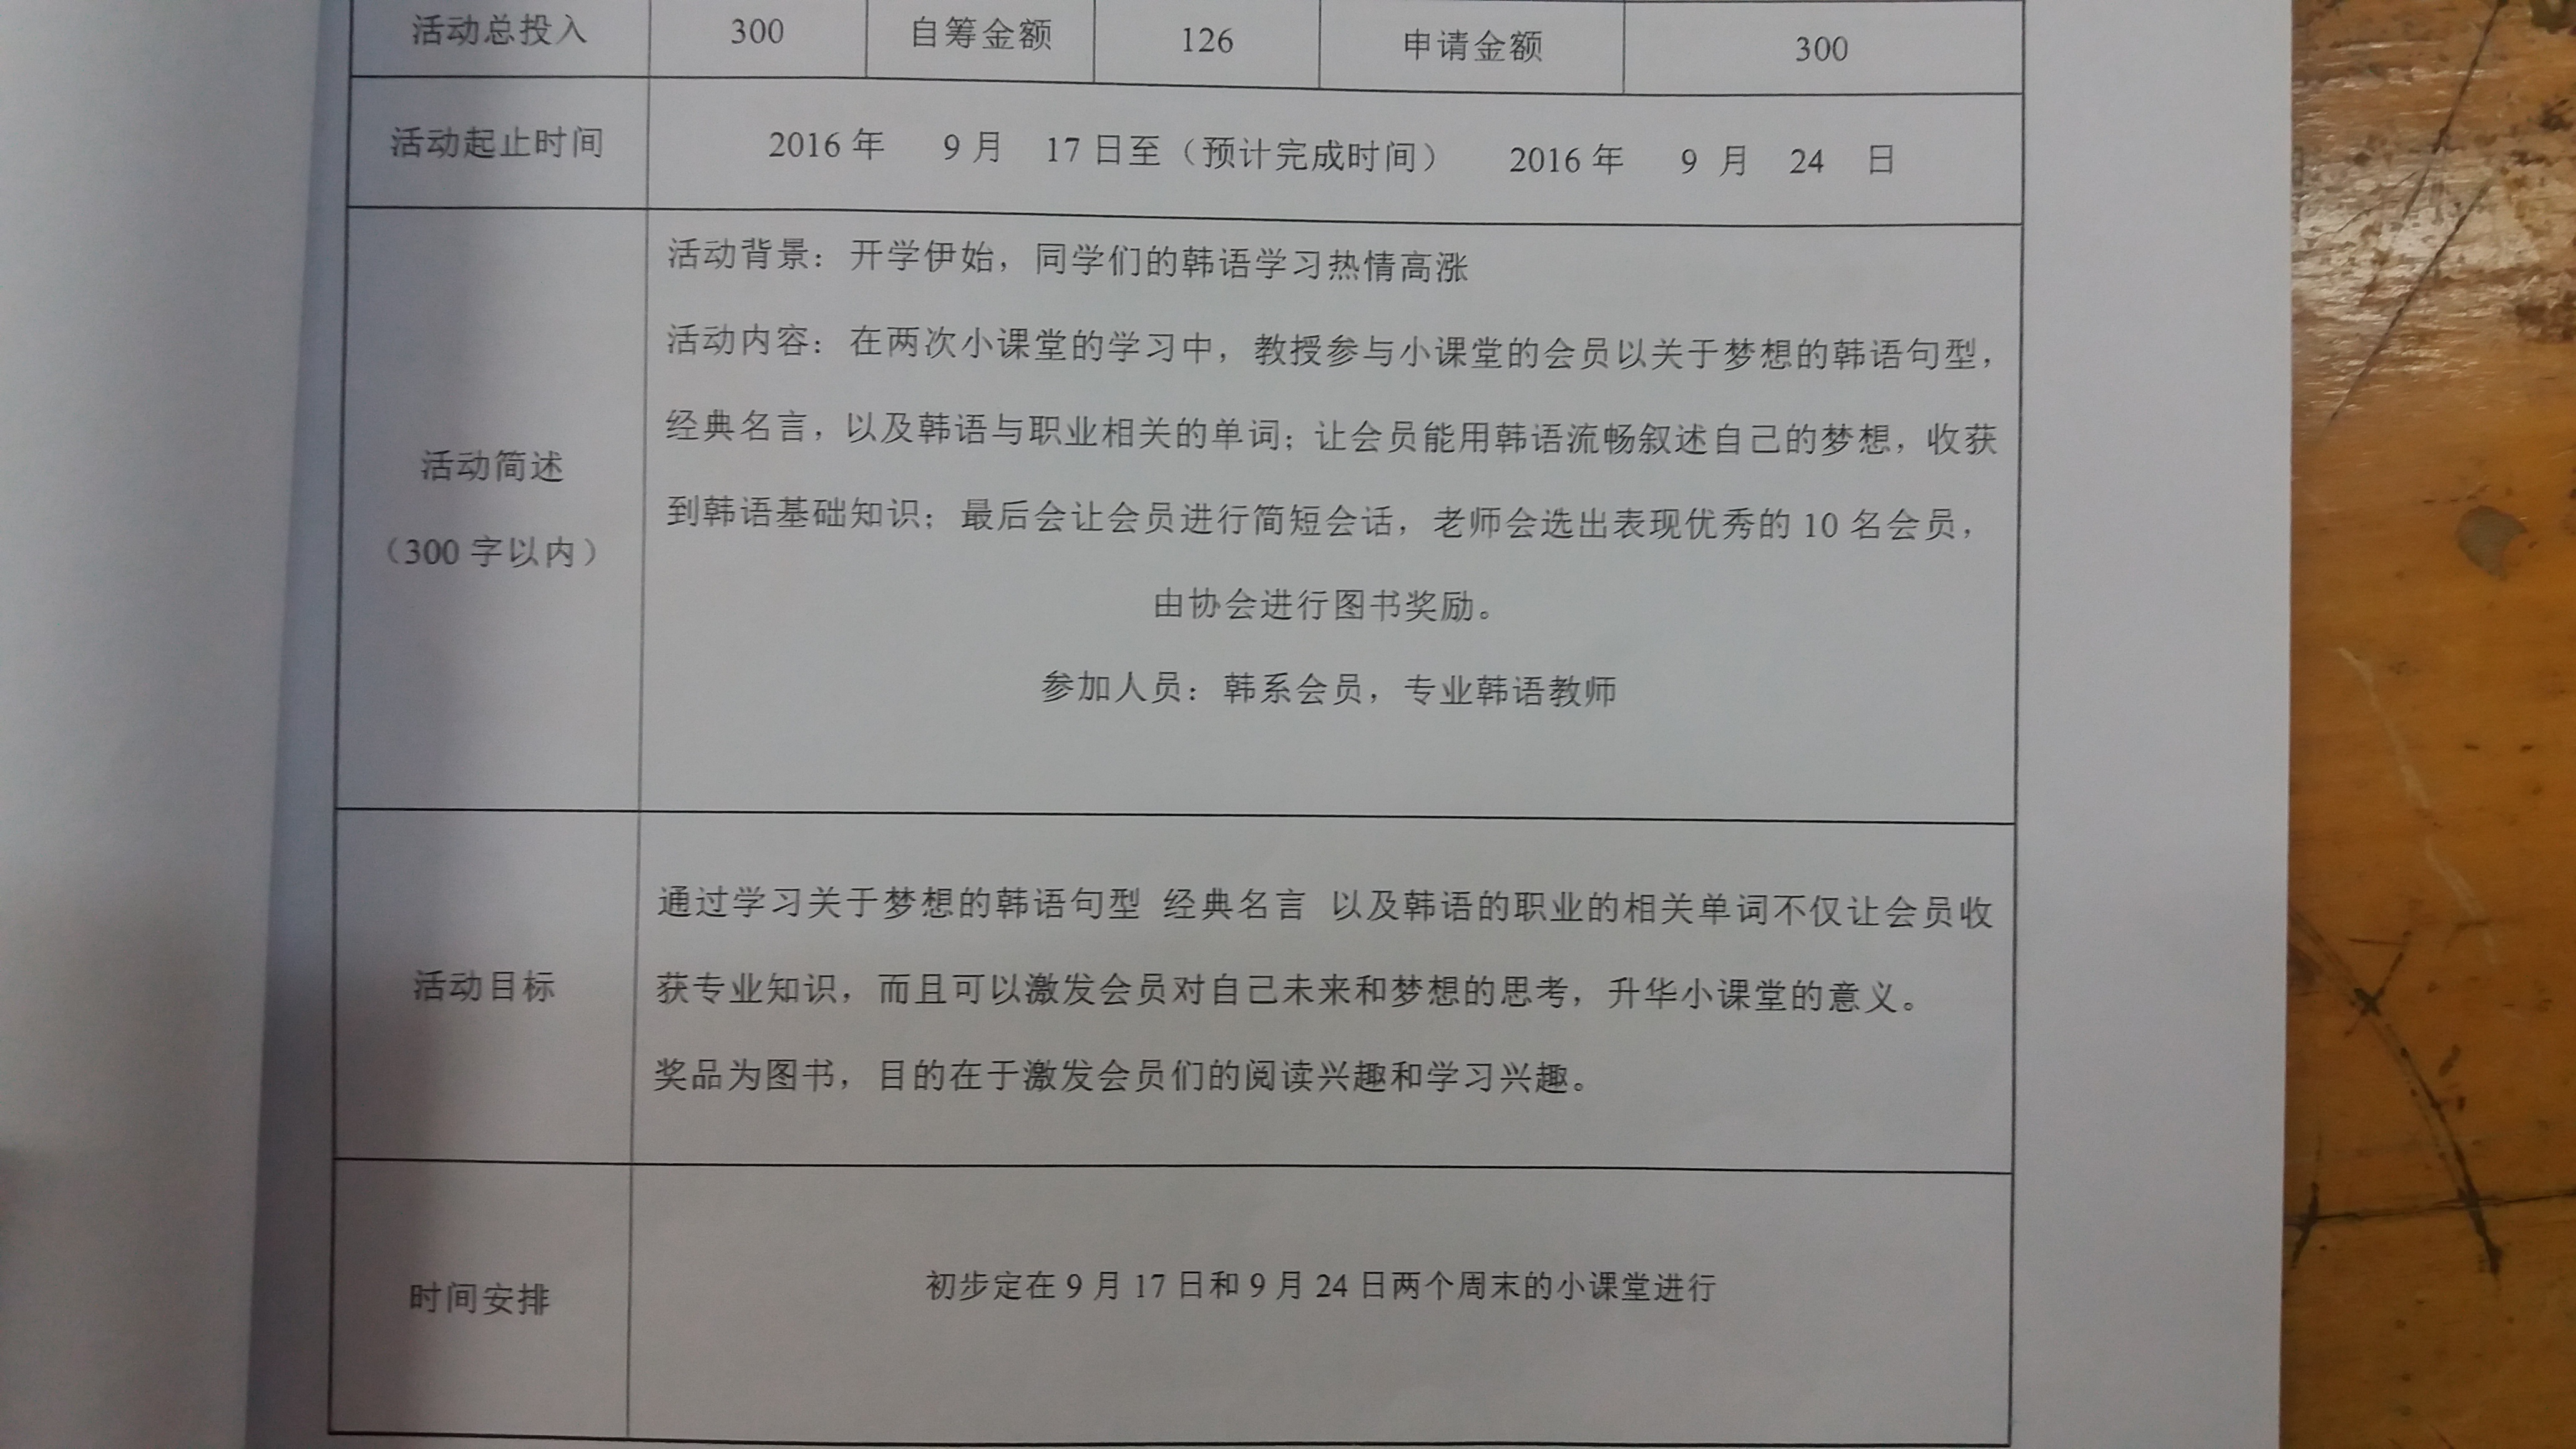 活动总投入 300 自筹金额 126 申请金额 300
活动起止时间 2016 年 9 月 17 日至（预计完成时间） 2016 年 9 月 24 日
活动简述
（300 字以内）
活动背景：开学伊始，同学们的韩语学习热情高涨
活动内容：在两次小课堂的学习中，教授参与小课堂的会员以关于梦想的韩语句型，
经典名言，以及韩语与职业相关的单词；让会员能用韩语流畅叙述自己的梦想，收获
到韩语基础知识；最后会让会员进行简短会话，老师会选出表现优秀的 10 名会员，
由协会进行图书奖励。
参加人员：韩系会员，专业韩语教师
活动目标
通过学习关于梦想的韩语句型 经典名言 以及韩语的职业的相关单词不仅让会员收
获专业知识，而且可以激发会员对自己未来和梦想的思考，升华小课堂的意义。
奖品为图书，目的在于激发会员们的阅读兴趣和学习兴趣。
时间安排
初步定在 9 月 17 日和 9 月 24 日两个周末的小课堂进行